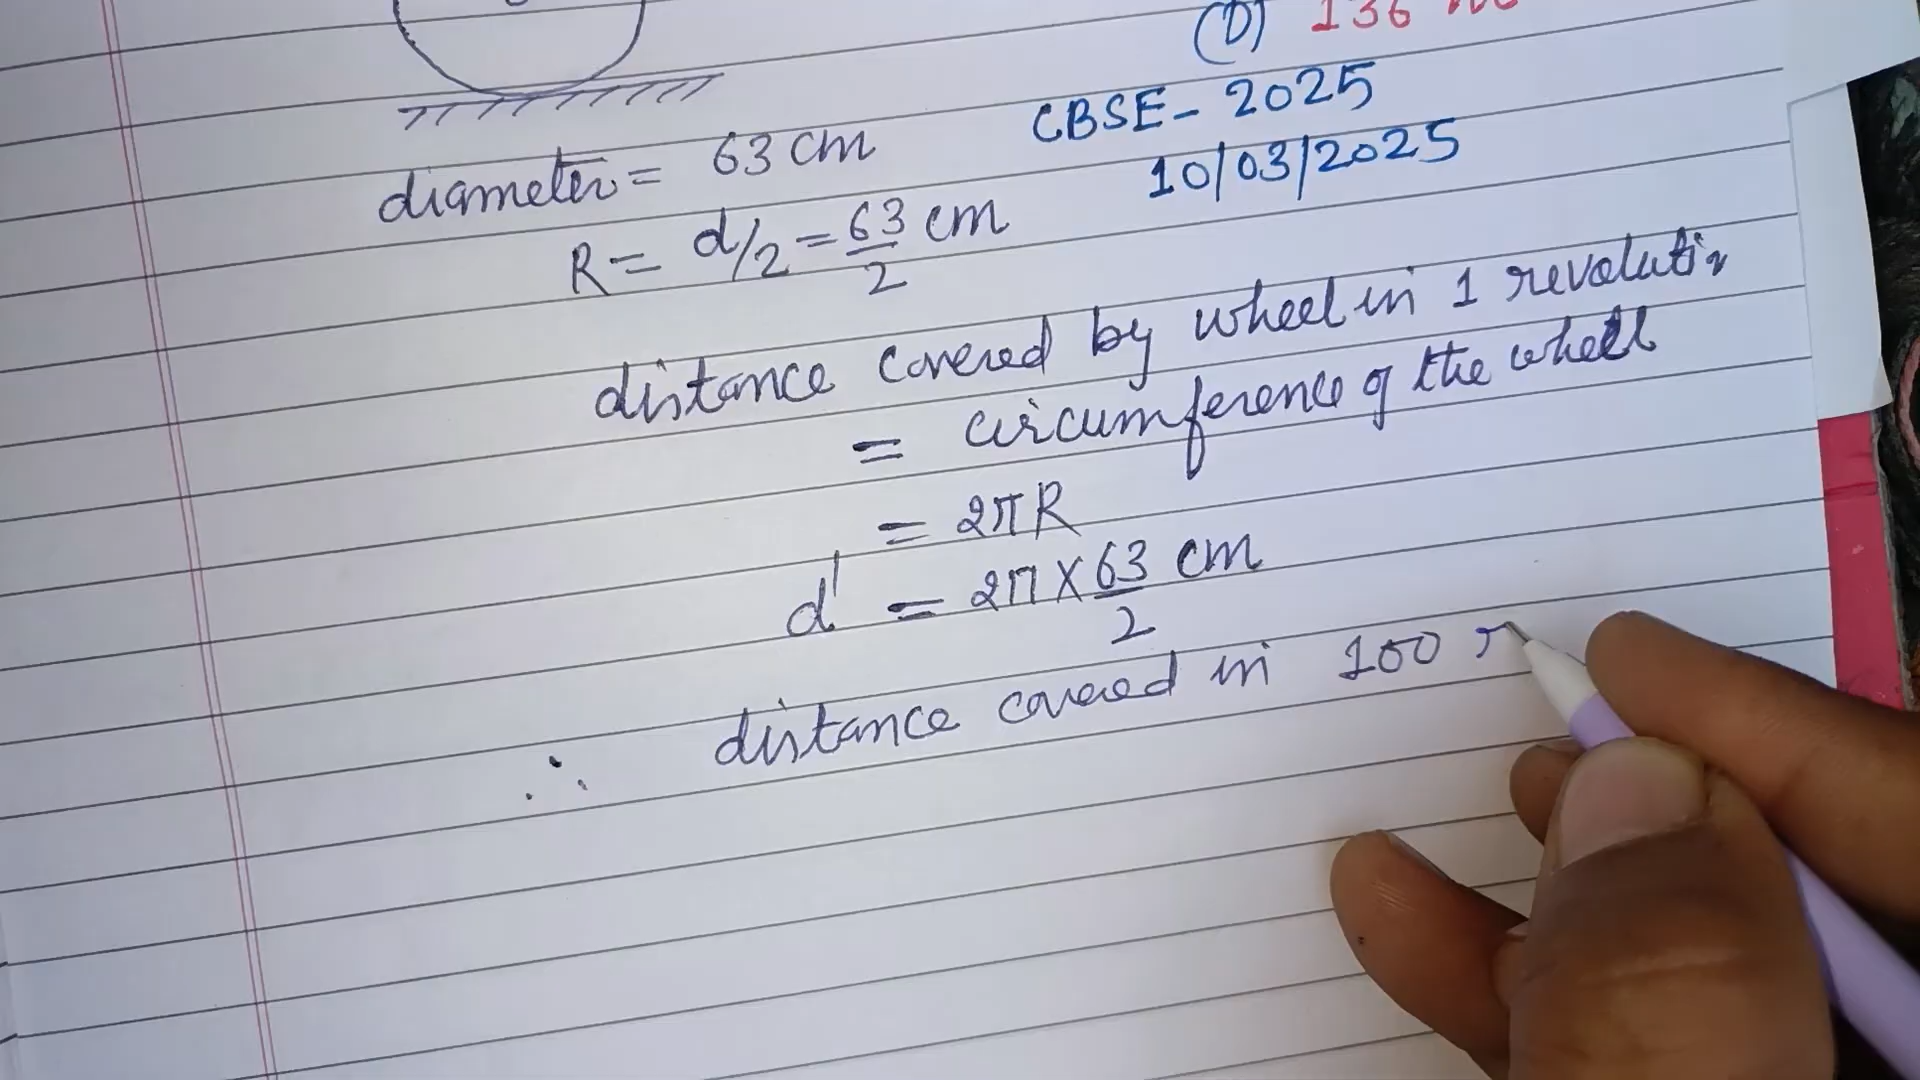 (D) 136
CBSE - 2025
10/03/2025
diameter = 63 cm
R = d/2 = 63/2 cm
distance covered by wheel in 1 revolution
= circumference of the wheel
= 2πR
d' = 2π × 63/2 cm
∴ distance covered in 100 r